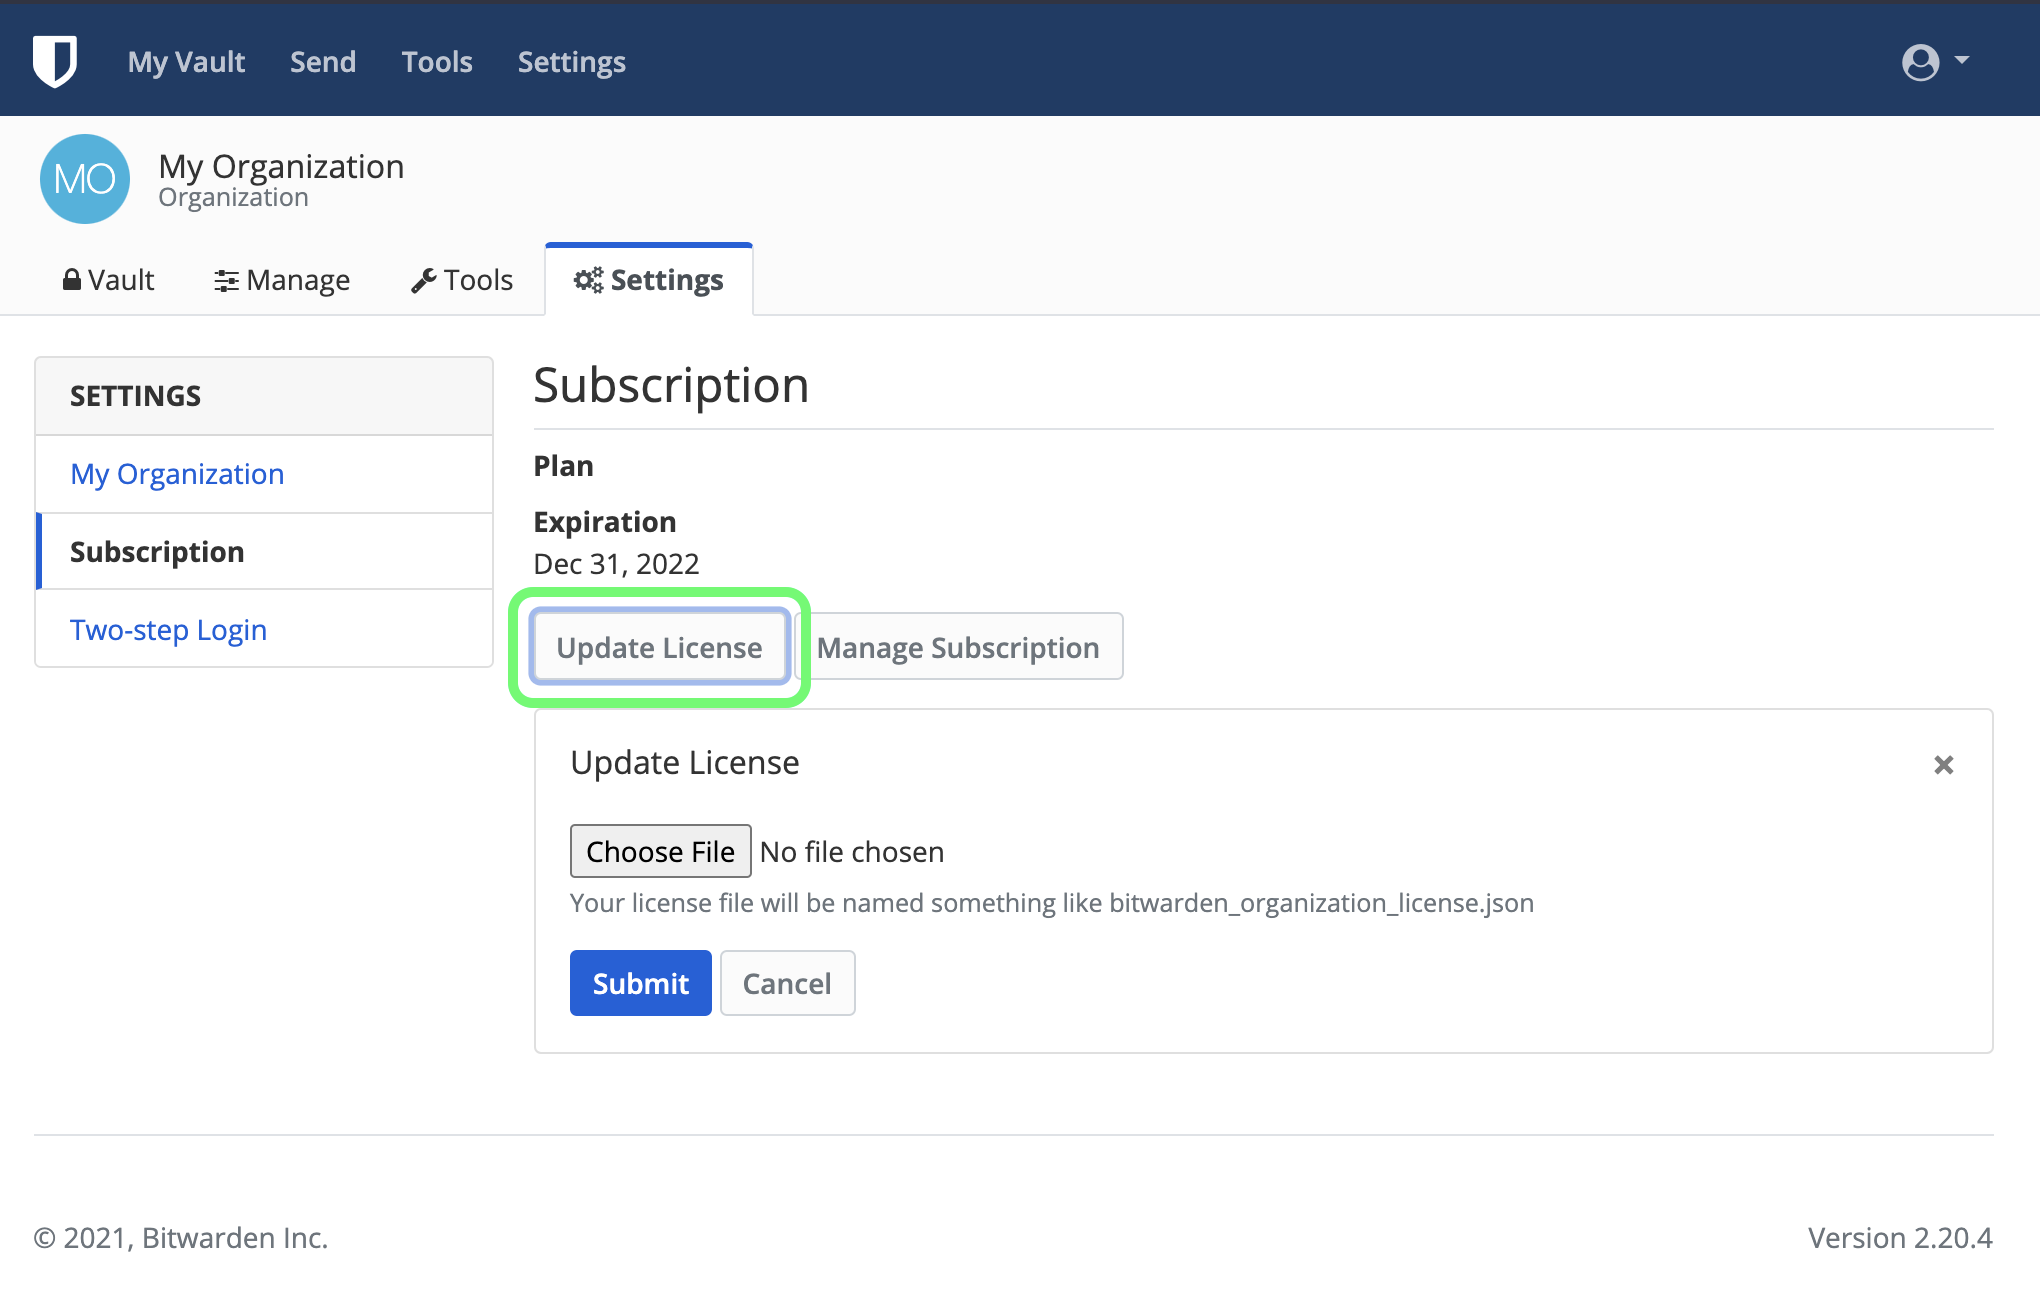 My Vault Send Tools Settings
MO
My Organization
Organization
Vault Manage Tools Settings
SETTINGS
My Organization
Subscription
Two-step Login
Subscription
Plan
Expiration
Dec 31, 2022
Update License Manage Subscription
Update License
Choose File No file chosen
Your license file will be named something like bitwarden_organization_license.json
Submit Cancel
© 2021, Bitwarden Inc. Version 2.20.4